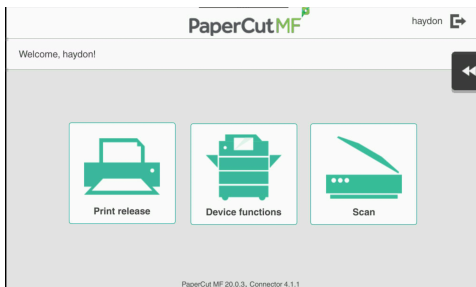 PaperCut MF
haydon
Welcome, haydon!
Print release
Device functions
Scan
PaperCut MF 20.0.3, Connector 4.1.1